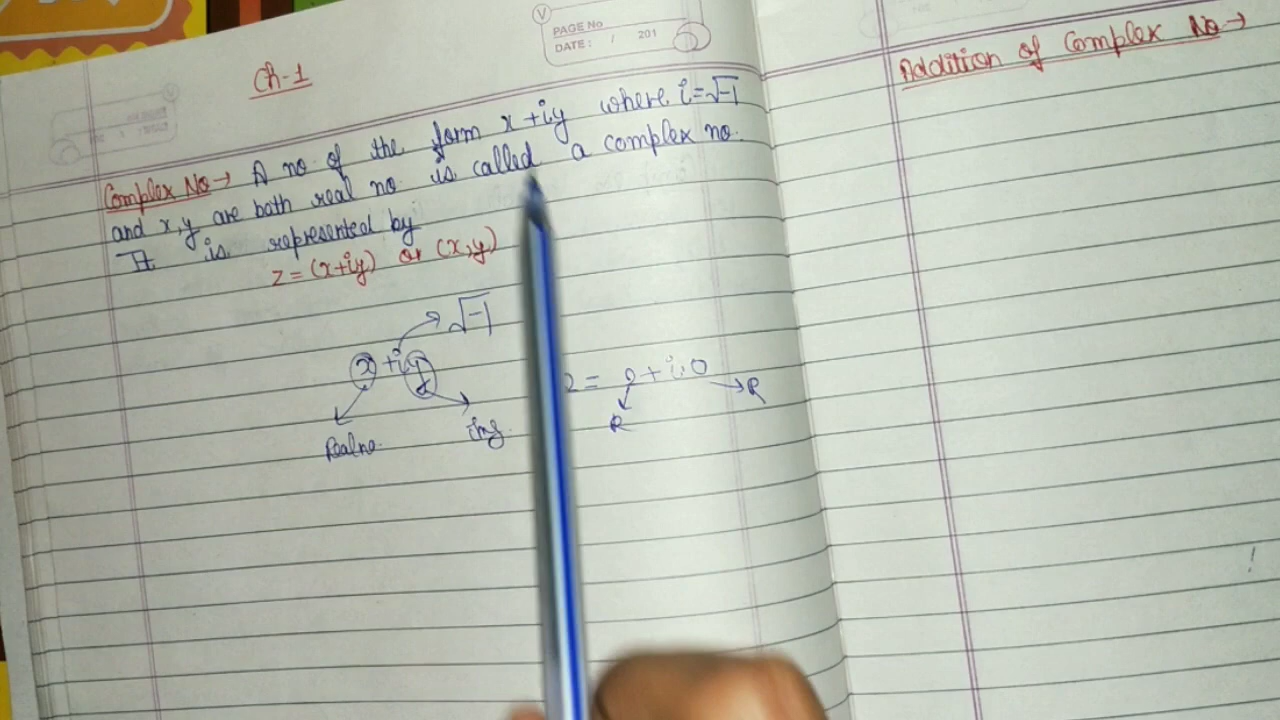 PAGE No
DATE: / 201
Ch-1
Complex No → A no. of the form x + iy where i = √-1
and x,y are both real no. is called a complex no.
It is represented by
z = (x+iy) or (x,y)
√-1
x + iy
Real no.
img.
= 0 + i.0
R
R
Addition of Complex No →